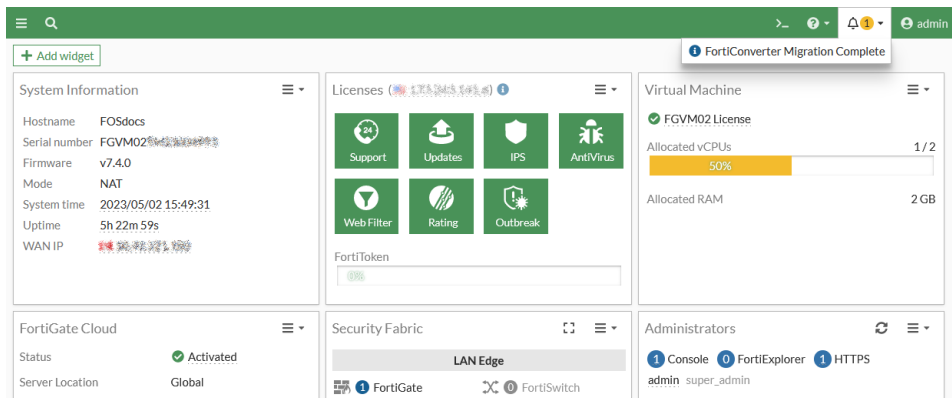 1
admin
FortiConverter Migration Complete
Add widget
System Information
Hostname FOSdocs
Serial number FGVM02
Firmware v7.4.0
Mode NAT
System time 2023/05/02 15:49:31
Uptime 5h 22m 59s
WAN IP
Licenses (
Support
Updates
IPS
AntiVirus
Web Filter
Rating
Outbreak
FortiToken
0%
Virtual Machine
FGVM02 License
Allocated vCPUs 1 / 2
50%
Allocated RAM 2 GB
FortiGate Cloud
Status Activated
Server Location Global
Security Fabric
LAN Edge
1 FortiGate 0 FortiSwitch
Administrators
1 Console 0 FortiExplorer 1 HTTPS
admin super_admin